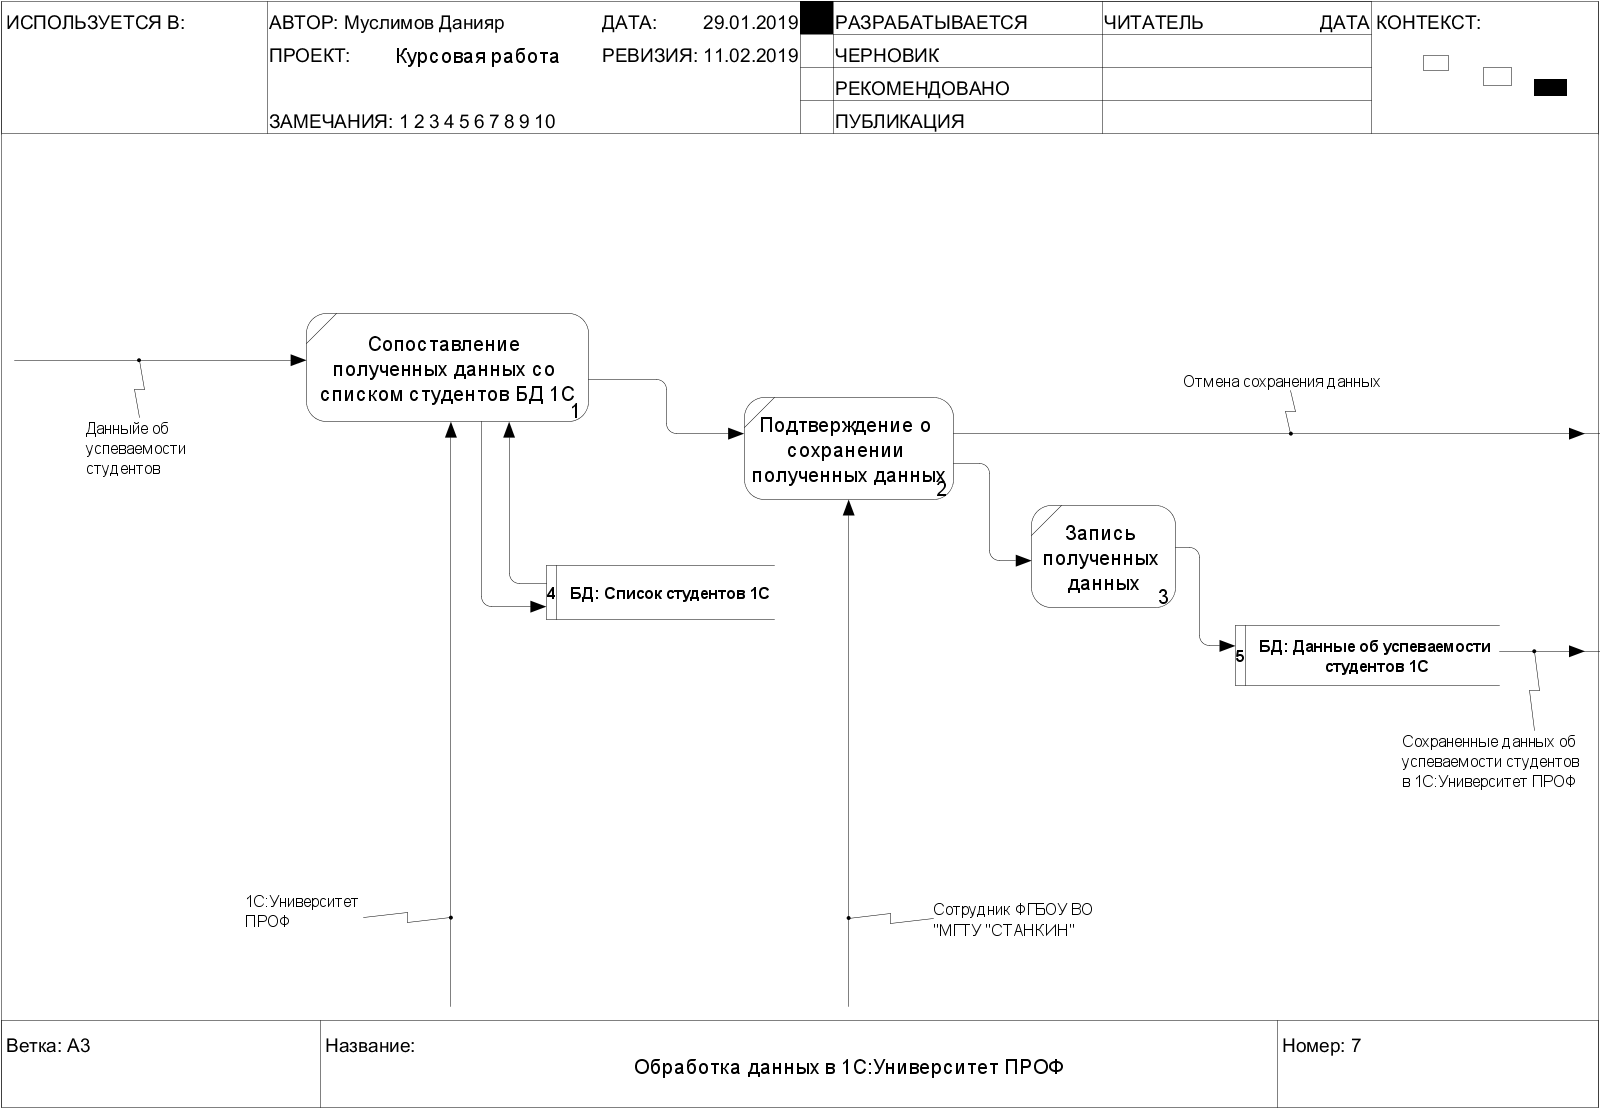 ИСПОЛЬЗУЕТСЯ В:
АВТОР: Муслимов Данияр
ДАТА: 29.01.2019
ПРОЕКТ: Курсовая работа
РЕВИЗИЯ: 11.02.2019
ЗАМЕЧАНИЯ: 1 2 3 4 5 6 7 8 9 10
РАЗРАБАТЫВАЕТСЯ
ЧЕРНОВИК
РЕКОМЕНДОВАНО
ПУБЛИКАЦИЯ
ЧИТАТЕЛЬ
ДАТА
КОНТЕКСТ:
Сопоставление
полученных данных со
списком студентов БД 1С
1
Данныйе об
успеваемости
студентов
Отмена сохранения данных
Подтверждение о
сохранении
полученных данных
2
Запись
полученных
данных
3
4
БД: Список студентов 1С
5
БД: Данные об успеваемости
студентов 1С
Сохраненные данных об
успеваемости студентов
в 1С:Университет ПРОФ
1С:Университет
ПРОФ
Сотрудник ФГБОУ ВО
"МГТУ "СТАНКИН"
Ветка: A3
Название:
Обработка данных в 1С:Университет ПРОФ
Номер: 7